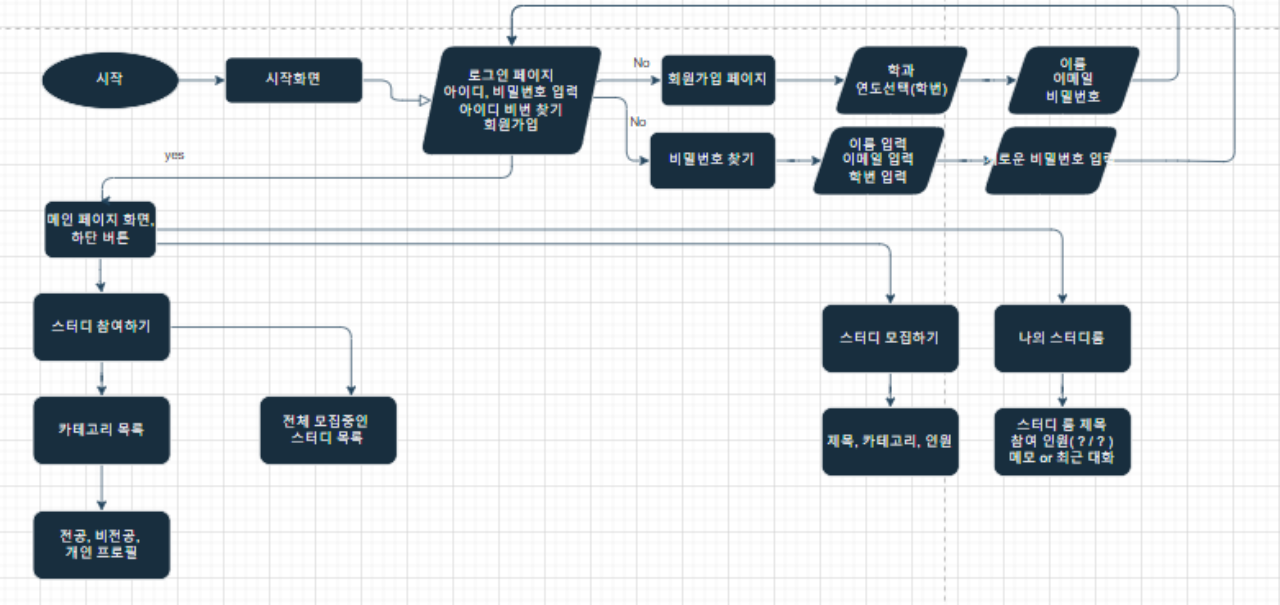 시작
시작화면
로그인 페이지
아이디, 비밀번호 입력
아이디 비번 찾기
회원가입
No
회원가입 페이지
학과
연도선택(학번)
이름
이메일
비밀번호
No
비밀번호 찾기
이름 입력
이메일 입력
학번 입력
로운 비밀번호 입력
yes
메인 페이지 화면,
하단 버튼
스터디 참여하기
스터디 모집하기
나의 스터디룸
카테고리 목록
전체 모집중인
스터디 목록
제목, 카테고리, 인원
스터디 룸 제목
참여 인원( ? / ? )
메모 or 최근 대화
전공, 비전공,
개인 프로필